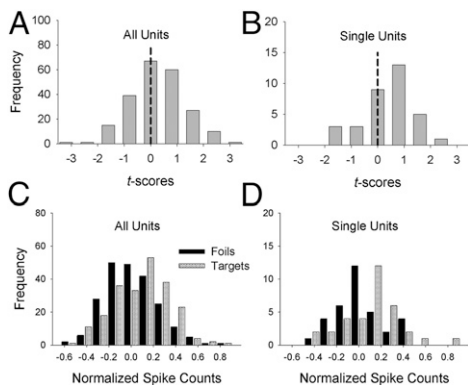 A
All Units
Frequency
100
80
60
40
20
0
-3 -2 -1 0 1 2 3
t-scores
B
Single Units
20
15
10
5
0
-3 -2 -1 0 1 2 3
t-scores
C
All Units
Frequency
80
60
40
20
0
Foils
Targets
-0.6 -0.4 -0.2 0.0 0.2 0.4 0.6 0.8
Normalized Spike Counts
D
Single Units
20
16
12
8
4
0
-0.6 -0.4 -0.2 0.0 0.2 0.4 0.6 0.8
Normalized Spike Counts